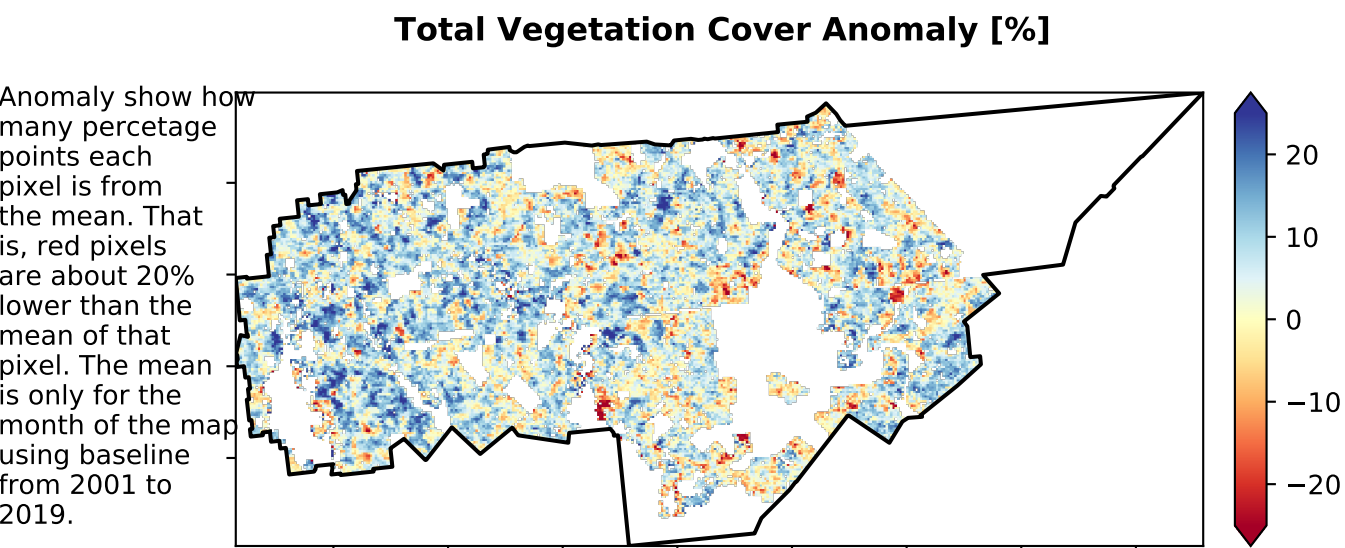 Total Vegetation Cover Anomaly [%]
Anomaly show how
many percetage
points each
pixel is from
the mean. That
is, red pixels
are about 20%
lower than the
mean of that
pixel. The mean
is only for the
month of the map
using baseline
from 2001 to
2019.
20
10
0
−10
−20